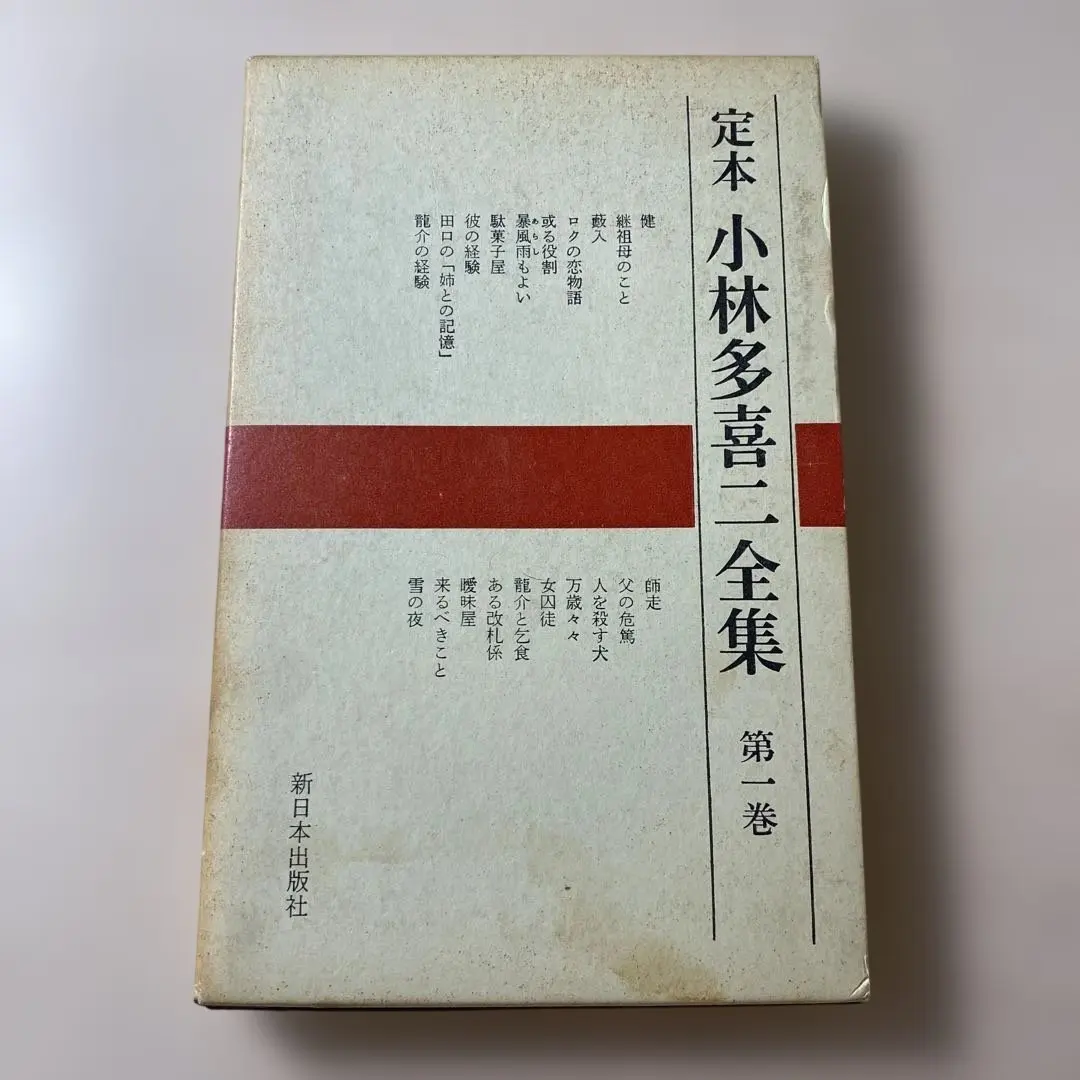 定本 小林多喜二全集 第一巻
健
継祖母のこと
藪入
ロクの恋物語
或る役割
暴風雨もよい
あらし
駄菓子屋
彼の経験
田口の「姉との記憶」
龍介の経験
師走
父の危篤
人を殺す犬
万歳々々
女囚徒
龍介と乞食
ある改札係
曖昧屋
来るべきこと
雪の夜
新日本出版社